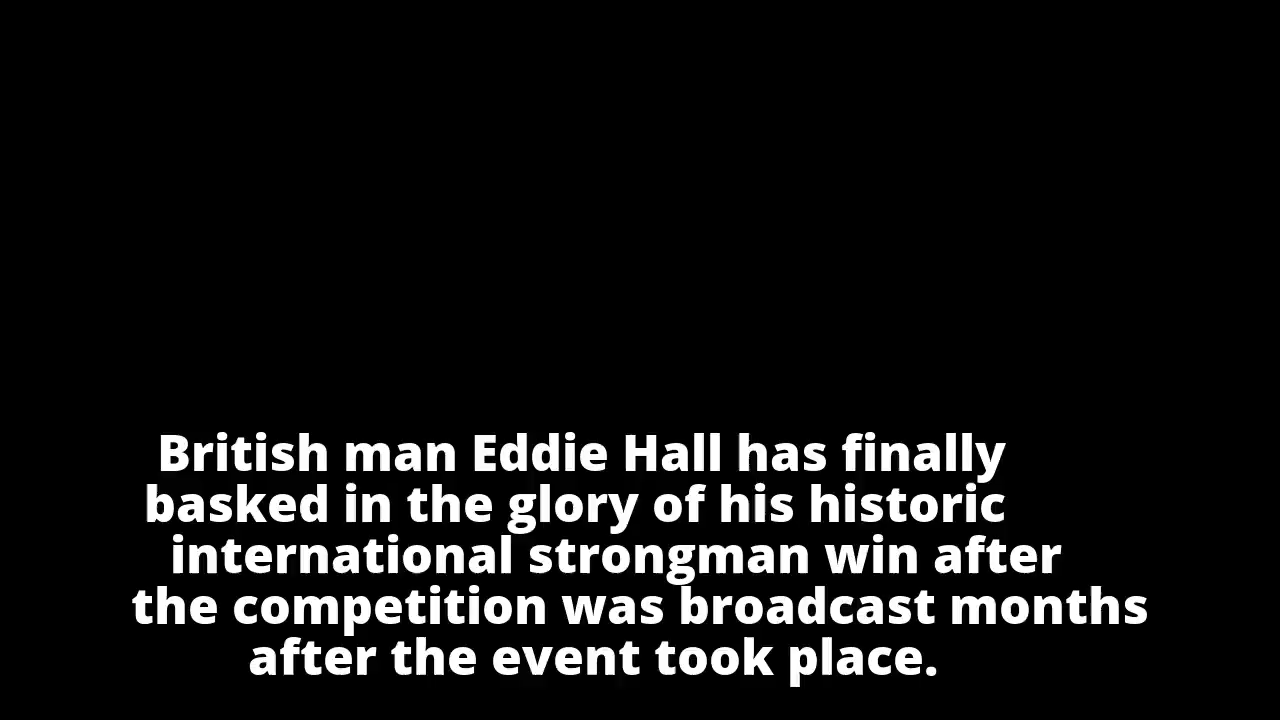 British man Eddie Hall has finally
basked in the glory of his historic
international strongman win after
the competition was broadcast months
after the event took place.